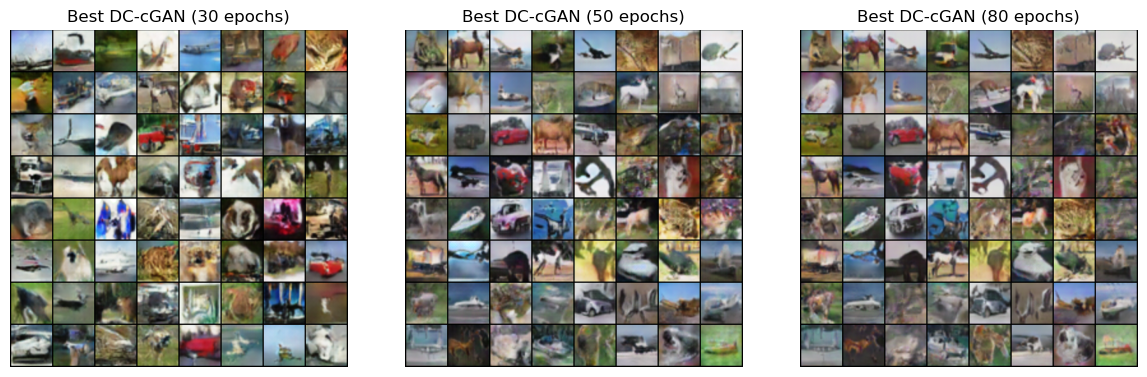 Best DC-cGAN (30 epochs)
Best DC-cGAN (50 epochs)
Best DC-cGAN (80 epochs)